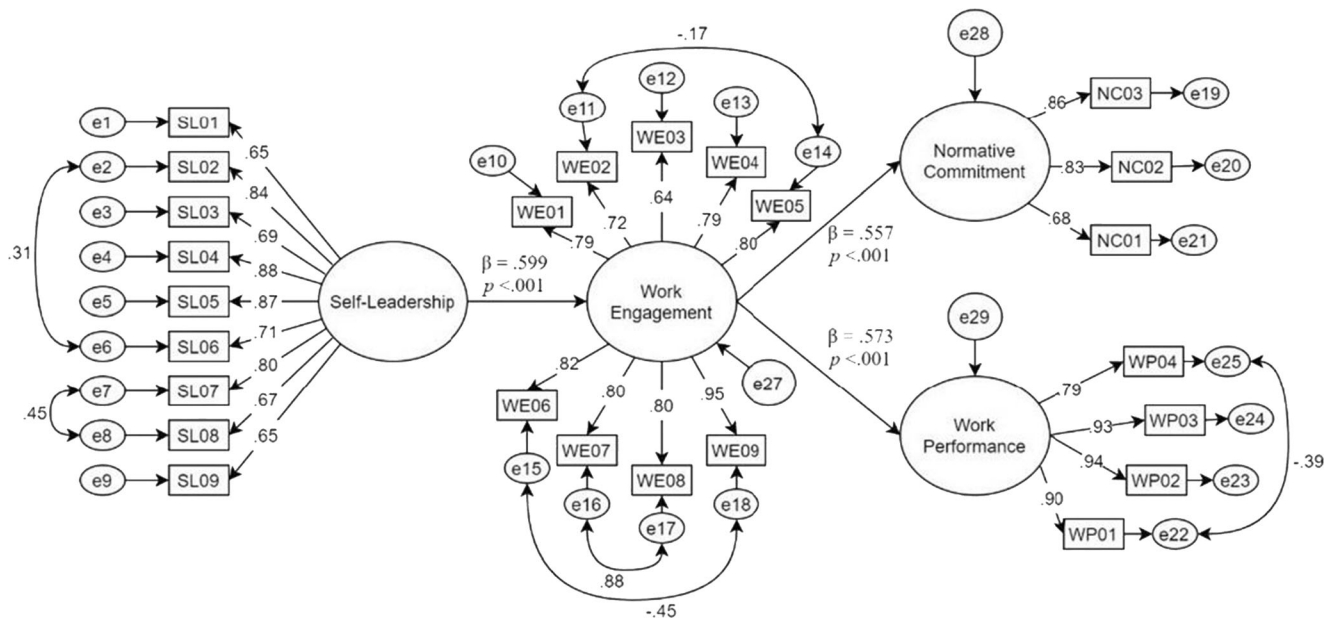 e1
SL01
.65
e2
SL02
.84
e3
SL03
.69
e4
SL04
.88
.31
e5
SL05
.87
e6
SL06
.71
e7
SL07
.80
.45
e8
SL08
.67
e9
SL09
.65
Self-Leadership
β = .599
p <.001
-.17
e10
e11
e12
e13
e14
WE01
WE02
WE03
WE04
WE05
.79
.72
.64
.79
.80
Work
Engagement
e27
.82
.80
.80
.95
WE06
WE07
WE08
WE09
e15
e16
e17
e18
.88
-.45
β = .557
p <.001
β = .573
p <.001
e28
Normative
Commitment
.86
NC03
e19
.83
NC02
e20
.68
NC01
e21
e29
Work
Performance
.79
WP04
e25
.93
WP03
e24
.94
WP02
e23
.90
WP01
e22
-.39